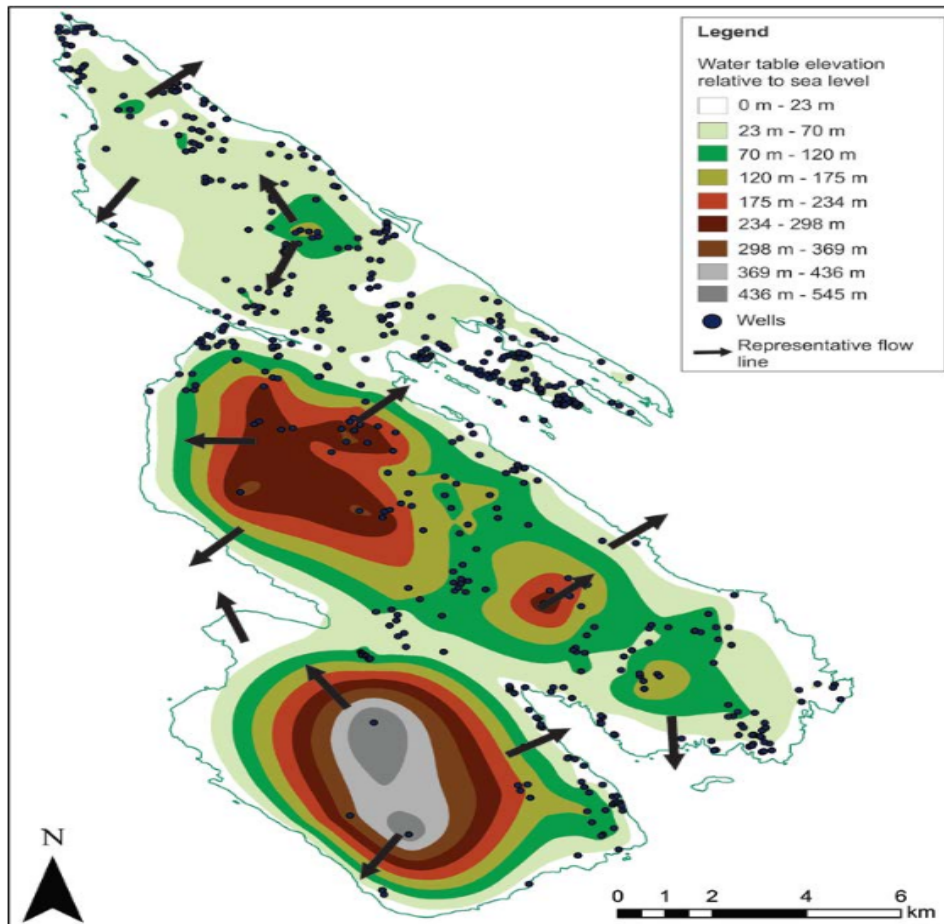 Legend
Water table elevation
relative to sea level
0 m - 23 m
23 m - 70 m
70 m - 120 m
120 m - 175 m
175 m - 234 m
234 - 298 m
298 m - 369 m
369 m - 436 m
436 m - 545 m
Wells
Representative flow
line
N
0 1 2 4 6
km